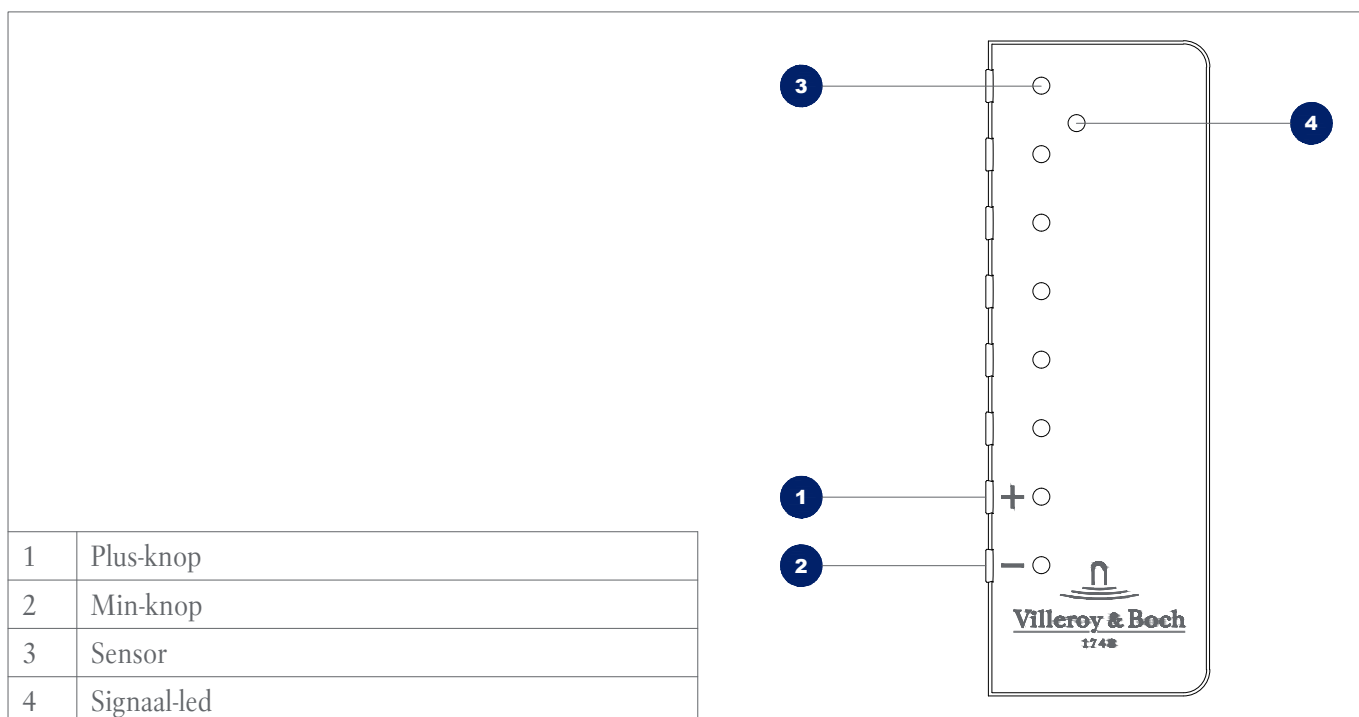 3
4
1
+
2
−
Villeroy & Boch
1748
1 Plus-knop
2 Min-knop
3 Sensor
4 Signaal-led